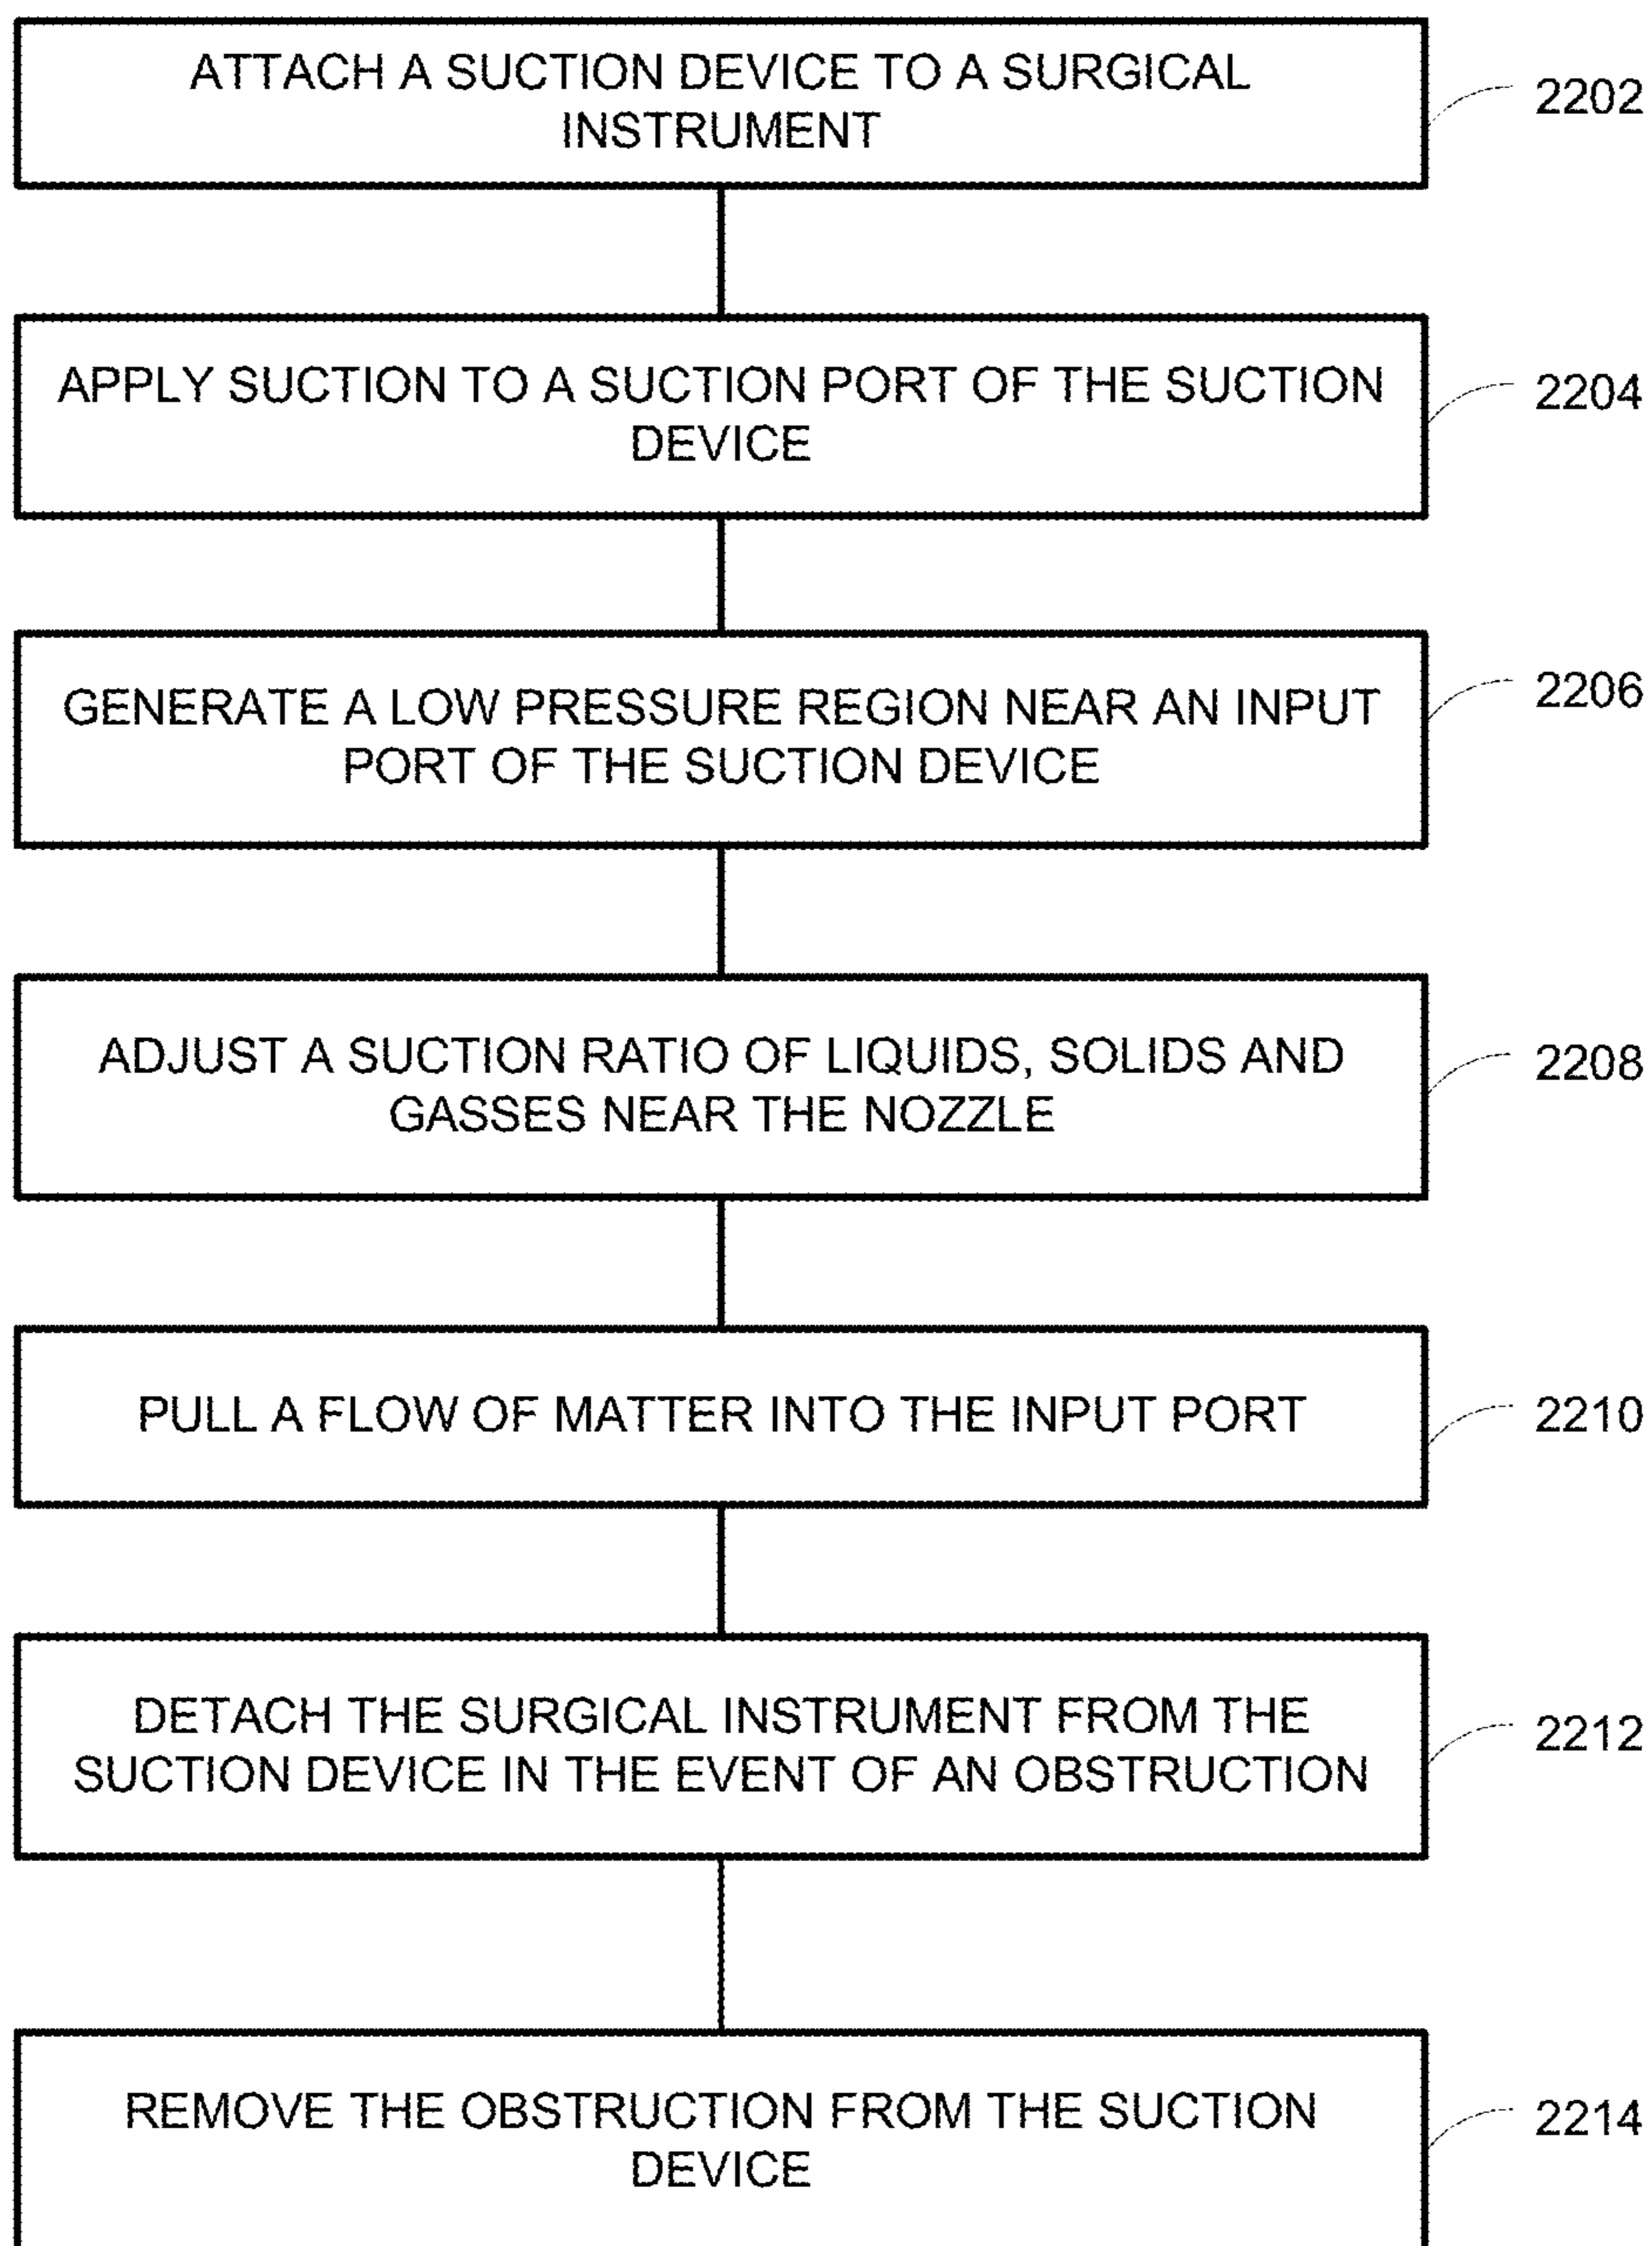 ATTACH A SUCTION DEVICE TO A SURGICAL
INSTRUMENT
2202
APPLY SUCTION TO A SUCTION PORT OF THE SUCTION
DEVICE
2204
GENERATE A LOW PRESSURE REGION NEAR AN INPUT
PORT OF THE SUCTION DEVICE
2206
ADJUST A SUCTION RATIO OF LIQUIDS, SOLIDS AND
GASSES NEAR THE NOZZLE
2208
PULL A FLOW OF MATTER INTO THE INPUT PORT
2210
DETACH THE SURGICAL INSTRUMENT FROM THE
SUCTION DEVICE IN THE EVENT OF AN OBSTRUCTION
2212
REMOVE THE OBSTRUCTION FROM THE SUCTION
DEVICE
2214